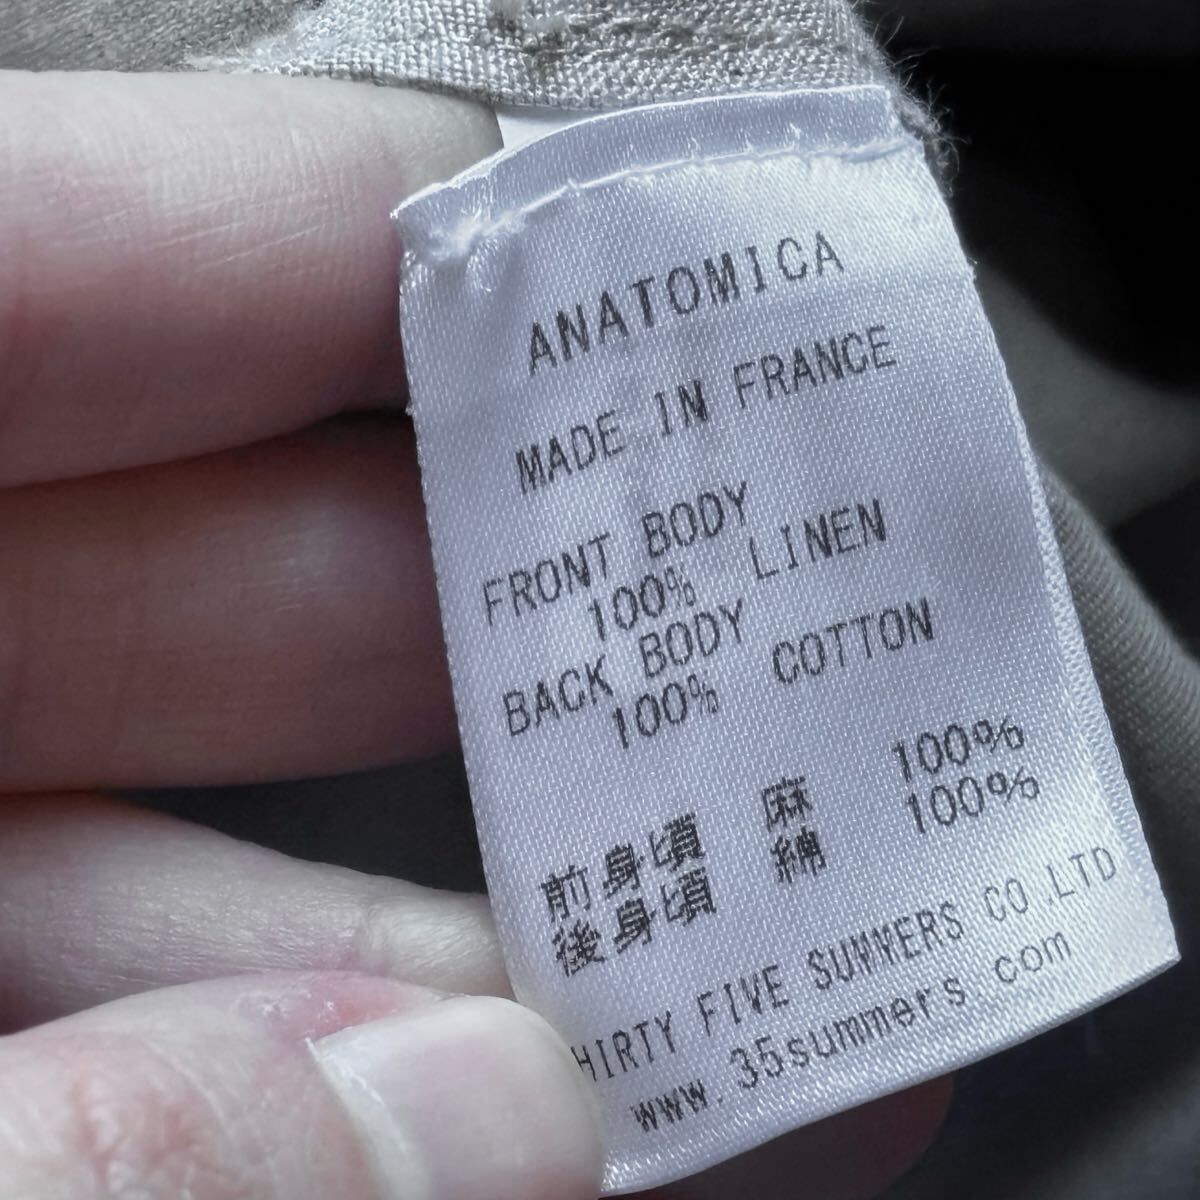 ANATOMICA
MADE IN FRANCE
FRONT BODY
100% LINEN
BACK BODY
100% COTTON
前身頃 麻 100%
後身頃 綿 100%
HIRTY FIVE SUMMERS CO.,LTD
www.35summers.com